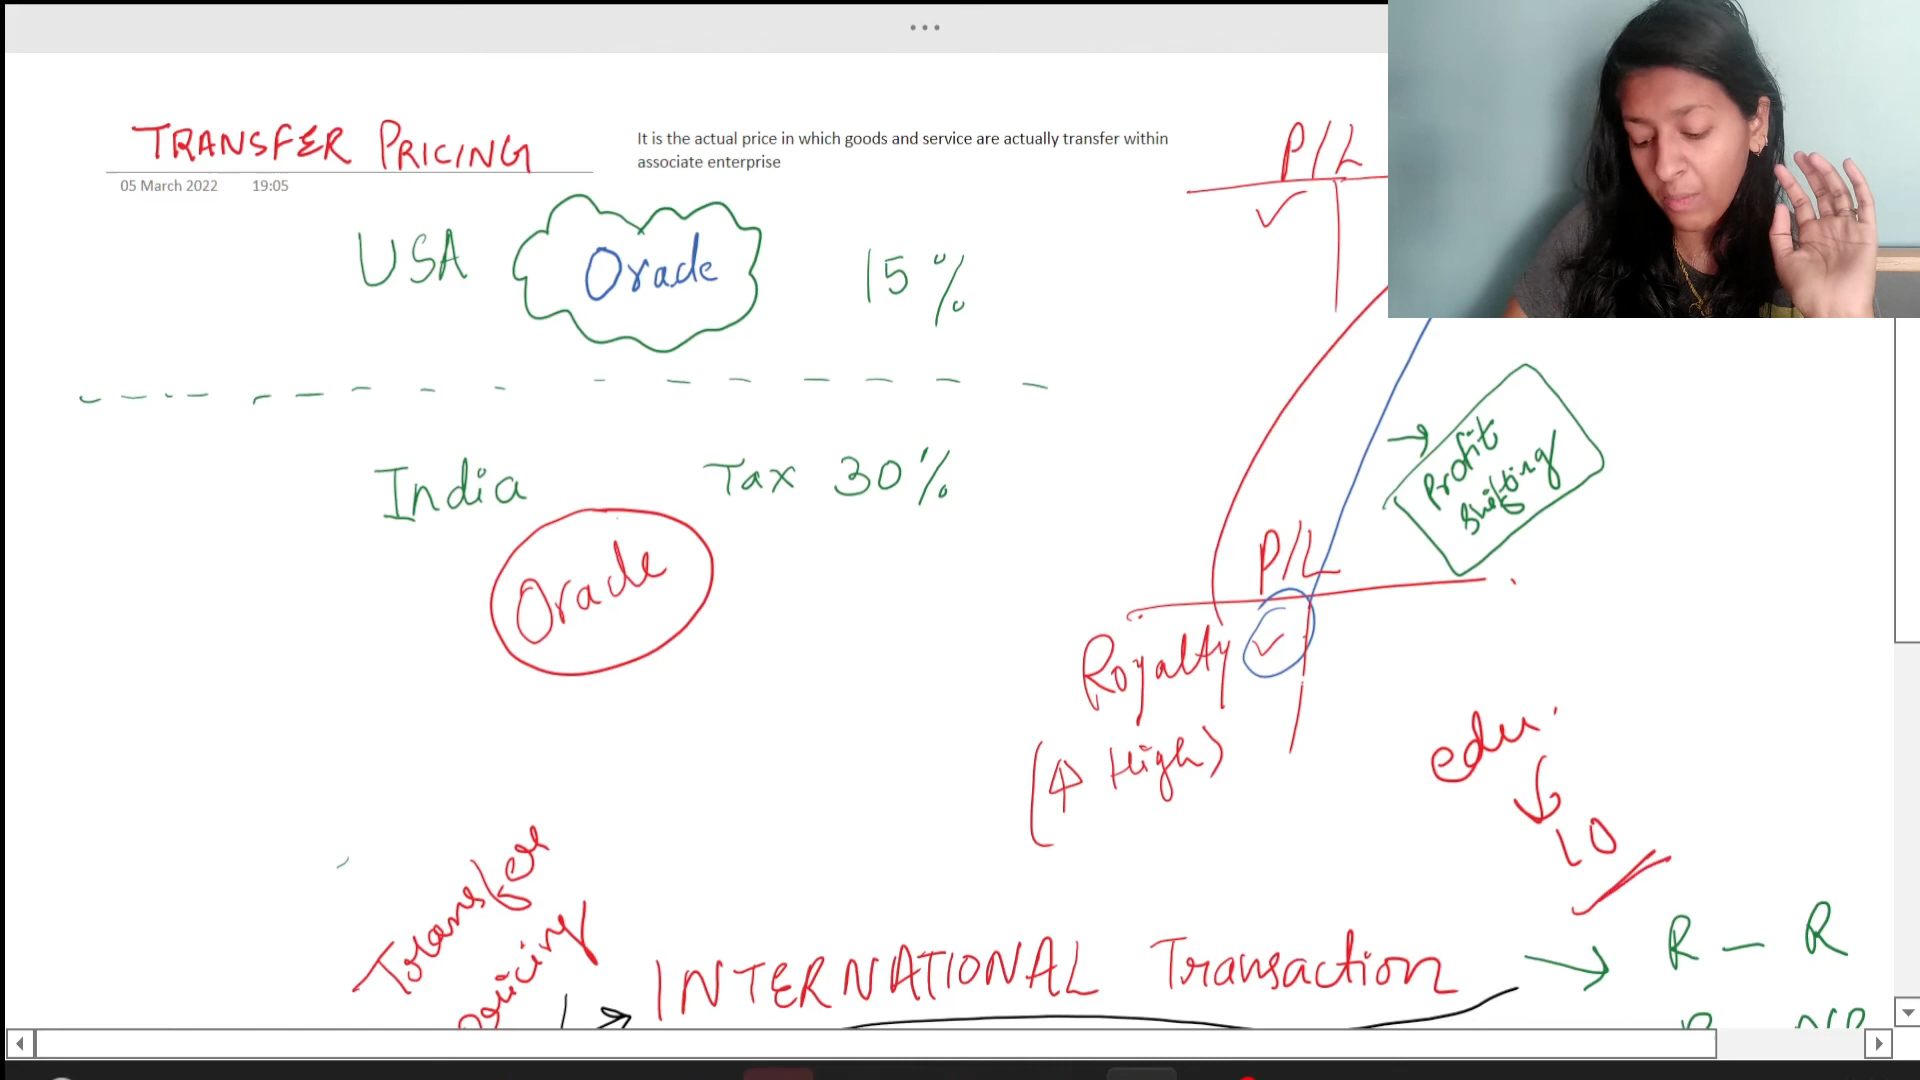 TRANSFER PRICING
It is the actual price in which goods and service are actually transfer within
associate enterprise
05 March 2022 19:05
P/L
USA Oracle 15%
India Tax 30%
Oracle
Profit
Shifting
P/L
Royalty
(↑ High)
edu.
10
Transfer
pricing
INTERNATIONAL Transaction
R - R